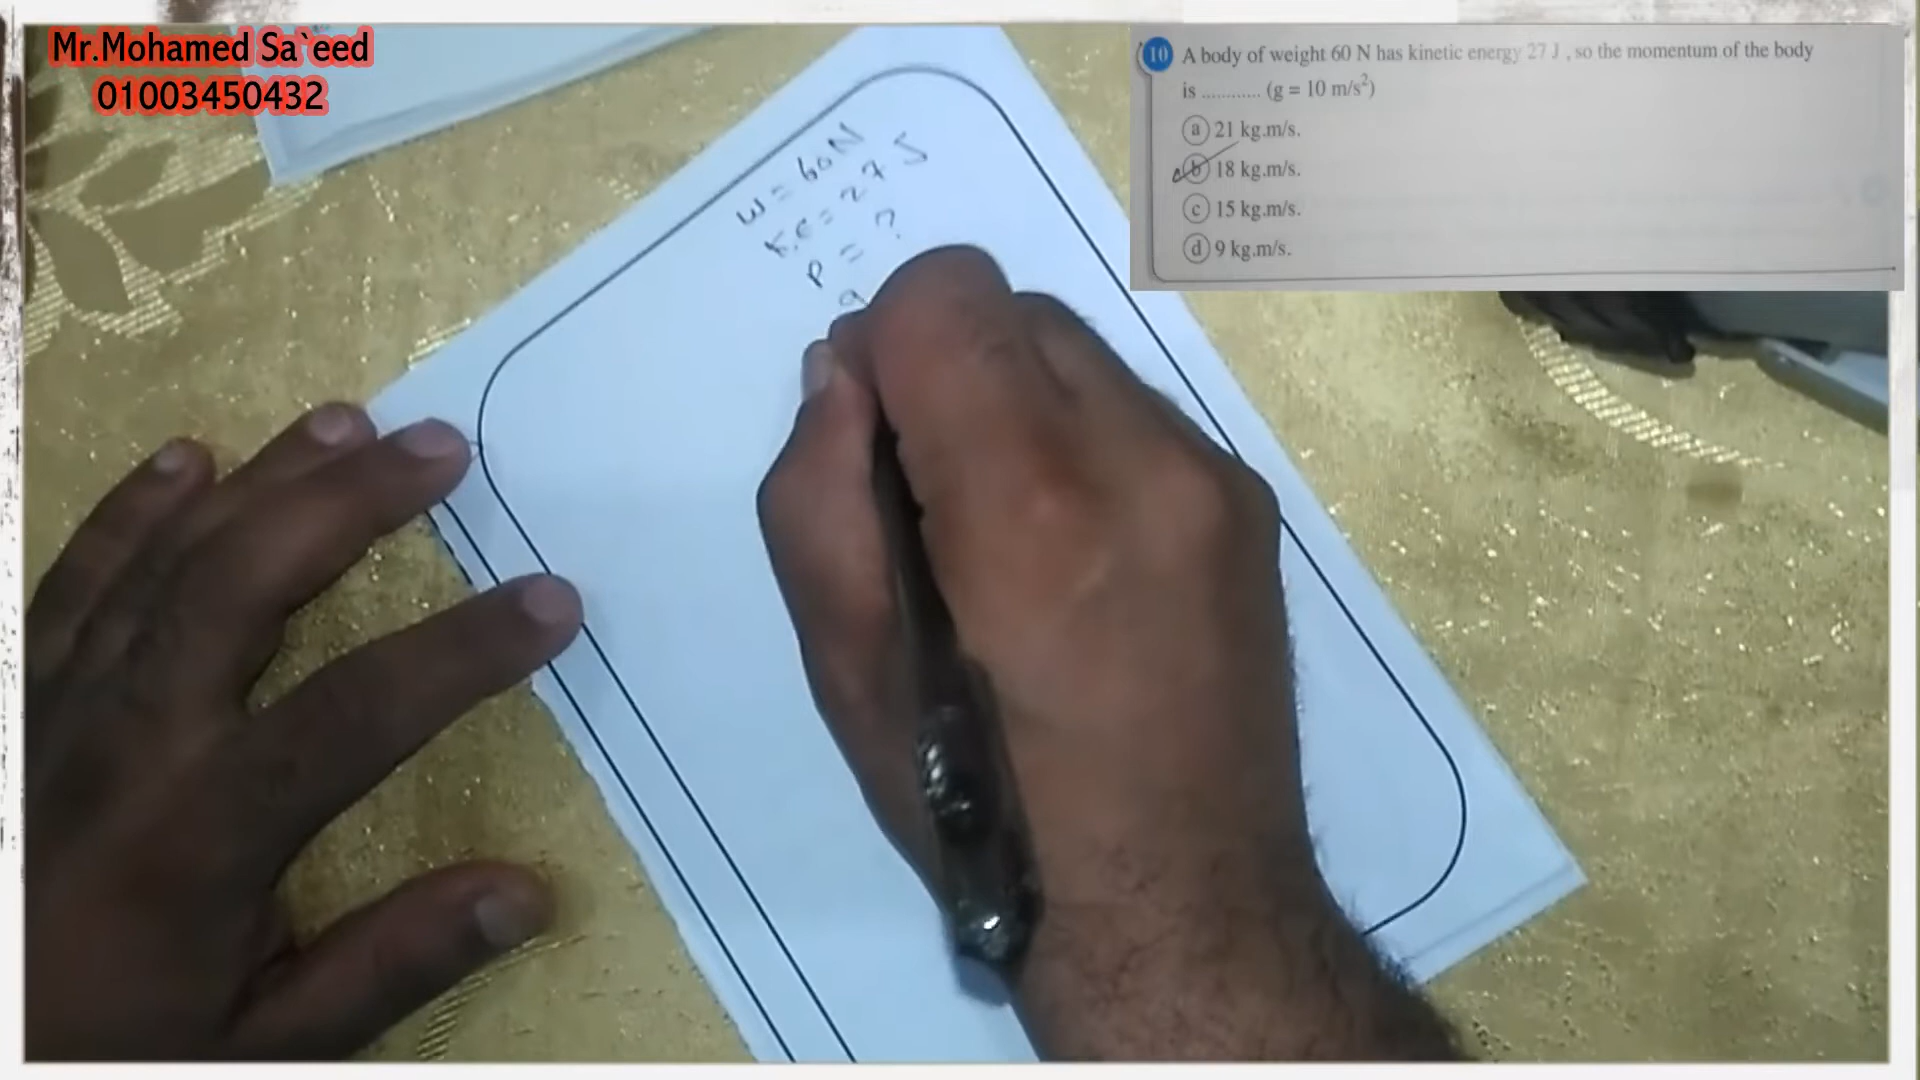 Mr.Mohamed Sa`eed
01003450432
10 A body of weight 60 N has kinetic energy 27 J , so the momentum of the body
is ............ (g = 10 m/s²)
a 21 kg.m/s.
b 18 kg.m/s.
c 15 kg.m/s.
d 9 kg.m/s.
W = 60 N
K.E = 27 J
P = ?
g